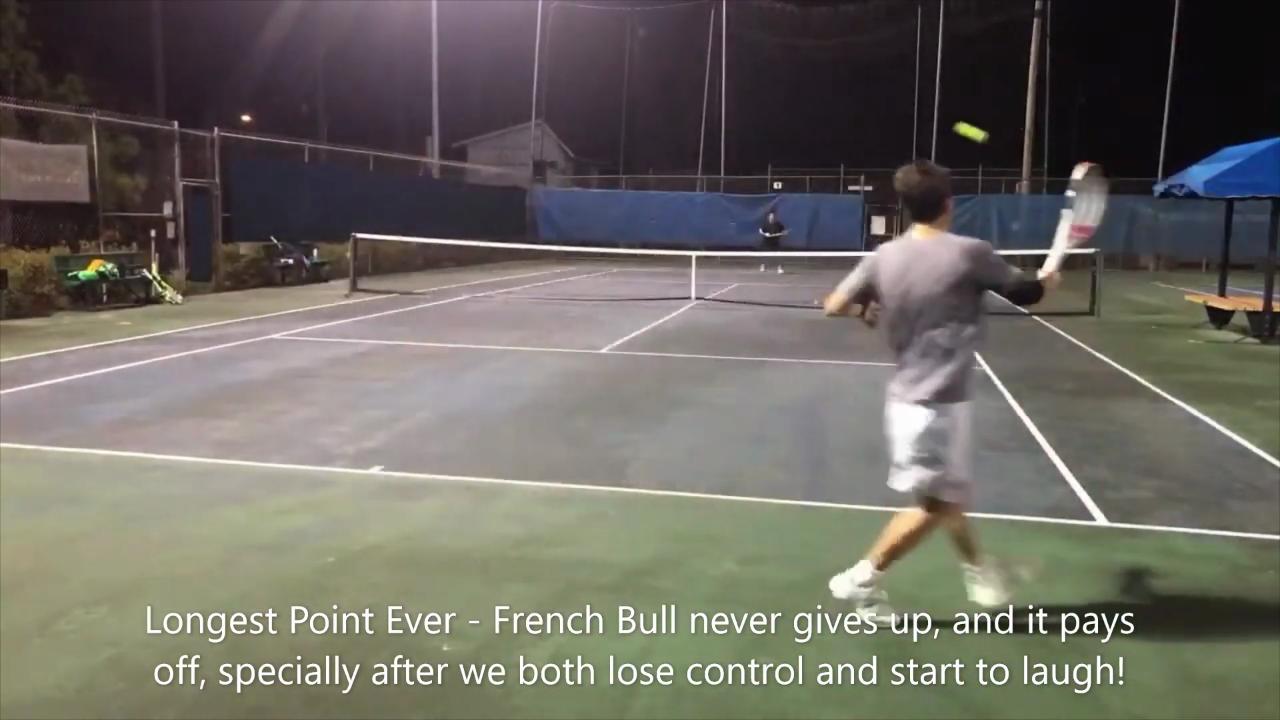 Longest Point Ever - French Bull never gives up, and it pays
off, specially after we both lose control and start to laugh!